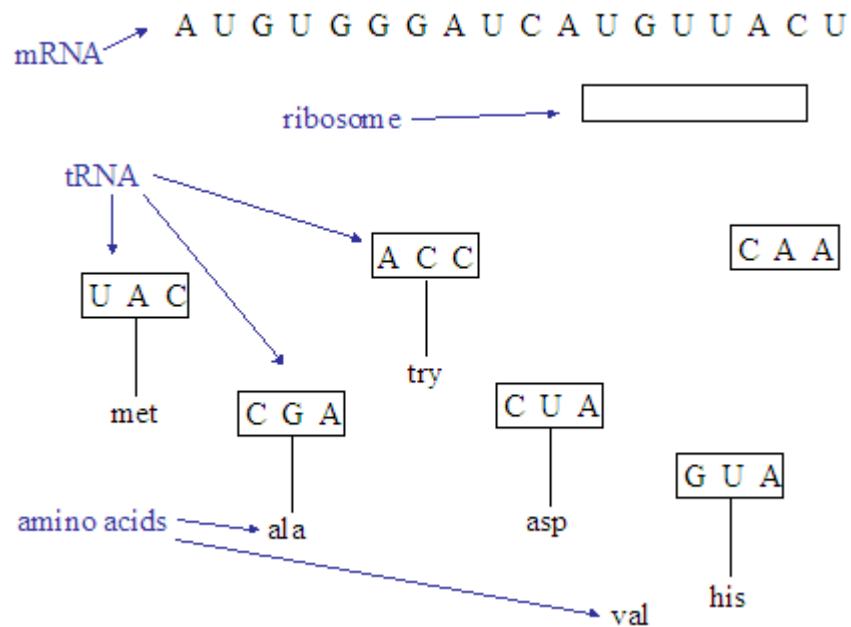 A U G U G G G A U C A U G U U A C U
mRNA
ribosome
tRNA
A C C
C A A
U A C
try
met
C G A
C U A
G U A
amino acids
ala
asp
his
val